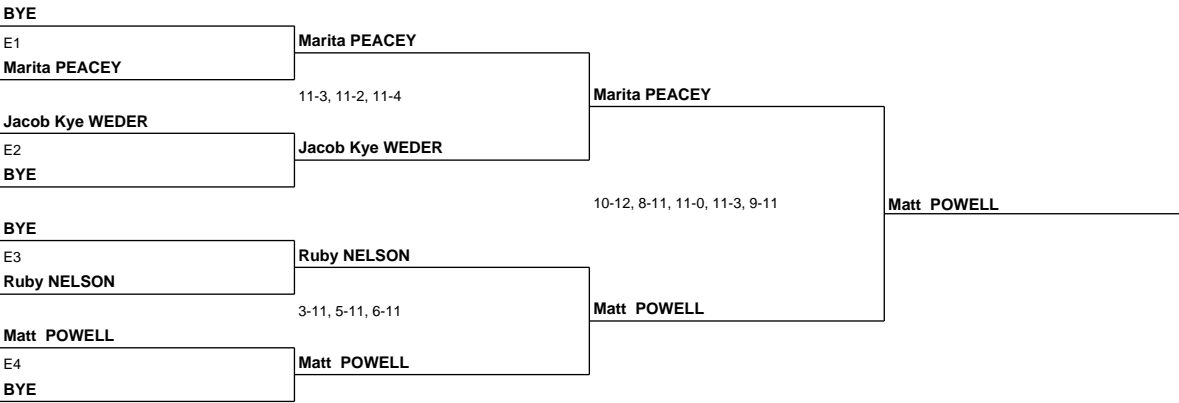 BYE
E1
Marita PEACEY
Marita PEACEY
11-3, 11-2, 11-4
Marita PEACEY
Jacob Kye WEDER
E2
Jacob Kye WEDER
BYE
10-12, 8-11, 11-0, 11-3, 9-11
Matt POWELL
BYE
E3
Ruby NELSON
Ruby NELSON
3-11, 5-11, 6-11
Matt POWELL
Matt POWELL
E4
Matt POWELL
BYE